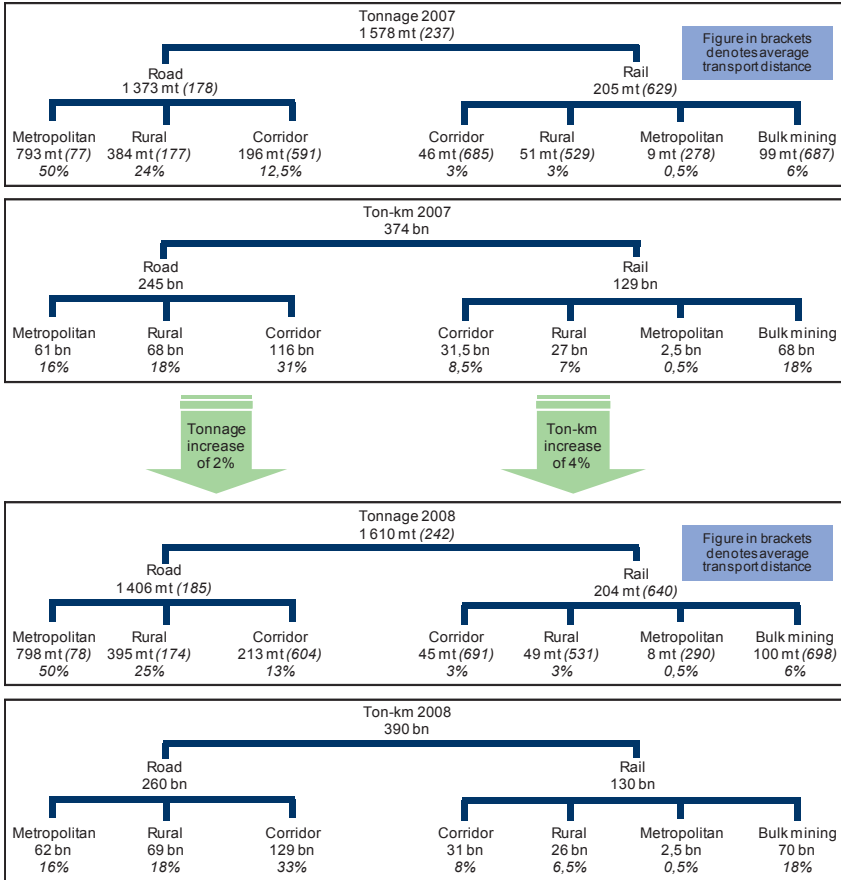 Tonnage 2007
1 578 mt (237)
Figure in brackets
denotes average
transport distance
Road
1 373 mt (178)
Rail
205 mt (629)
Metropolitan
793 mt (77)
50%
Rural
384 mt (177)
24%
Corridor
196 mt (591)
12,5%
Corridor
46 mt (685)
3%
Rural
51 mt (529)
3%
Metropolitan
9 mt (278)
0,5%
Bulk mining
99 mt (687)
6%
Ton-km 2007
374 bn
Road
245 bn
Rail
129 bn
Metropolitan
61 bn
16%
Rural
68 bn
18%
Corridor
116 bn
31%
Corridor
31,5 bn
8,5%
Rural
27 bn
7%
Metropolitan
2,5 bn
0,5%
Bulk mining
68 bn
18%
Tonnage
increase
of 2%
Ton-km
increase
of 4%
Tonnage 2008
1 610 mt (242)
Figure in brackets
denotes average
transport distance
Road
1 406 mt (185)
Rail
204 mt (640)
Metropolitan
798 mt (78)
50%
Rural
395 mt (174)
25%
Corridor
213 mt (604)
13%
Corridor
45 mt (691)
3%
Rural
49 mt (531)
3%
Metropolitan
8 mt (290)
0,5%
Bulk mining
100 mt (698)
6%
Ton-km 2008
390 bn
Road
260 bn
Rail
130 bn
Metropolitan
62 bn
16%
Rural
69 bn
18%
Corridor
129 bn
33%
Corridor
31 bn
8%
Rural
26 bn
6,5%
Metropolitan
2,5 bn
0,5%
Bulk mining
70 bn
18%